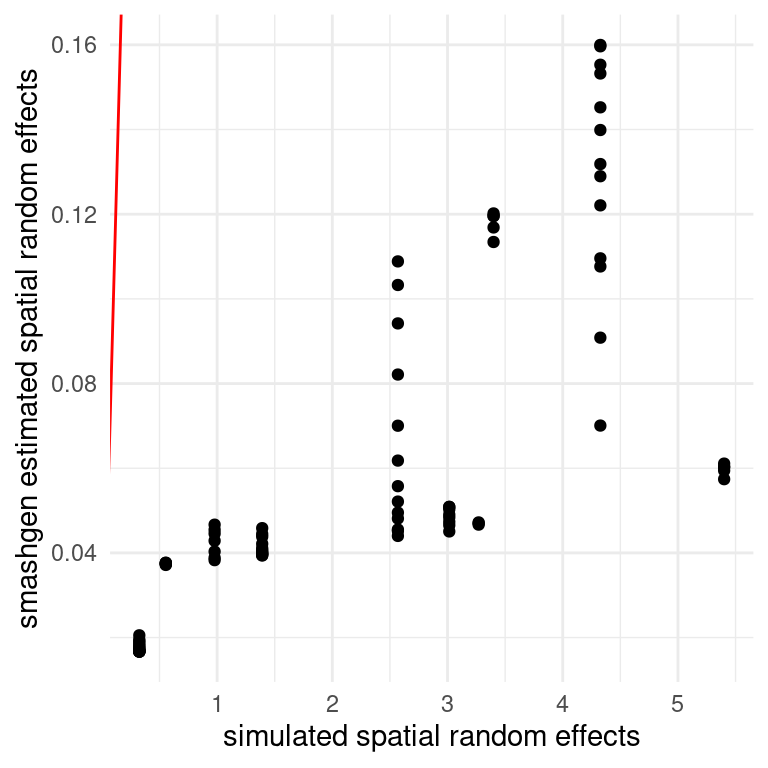 smashgen estimated spatial random effects
0.16
0.12
0.08
0.04
1 2 3 4 5
simulated spatial random effects